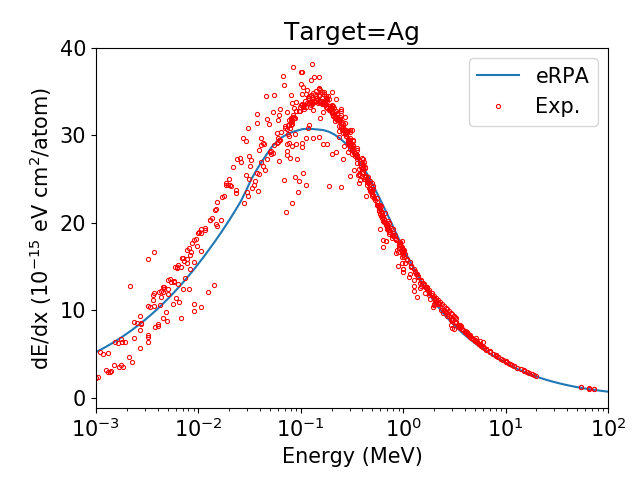 Target=Ag
eRPA
Exp.
dE/dx (10⁻¹⁵ eV cm²/atom)
40
30
20
10
0
10⁻³ 10⁻² 10⁻¹ 10⁰ 10¹ 10²
Energy (MeV)